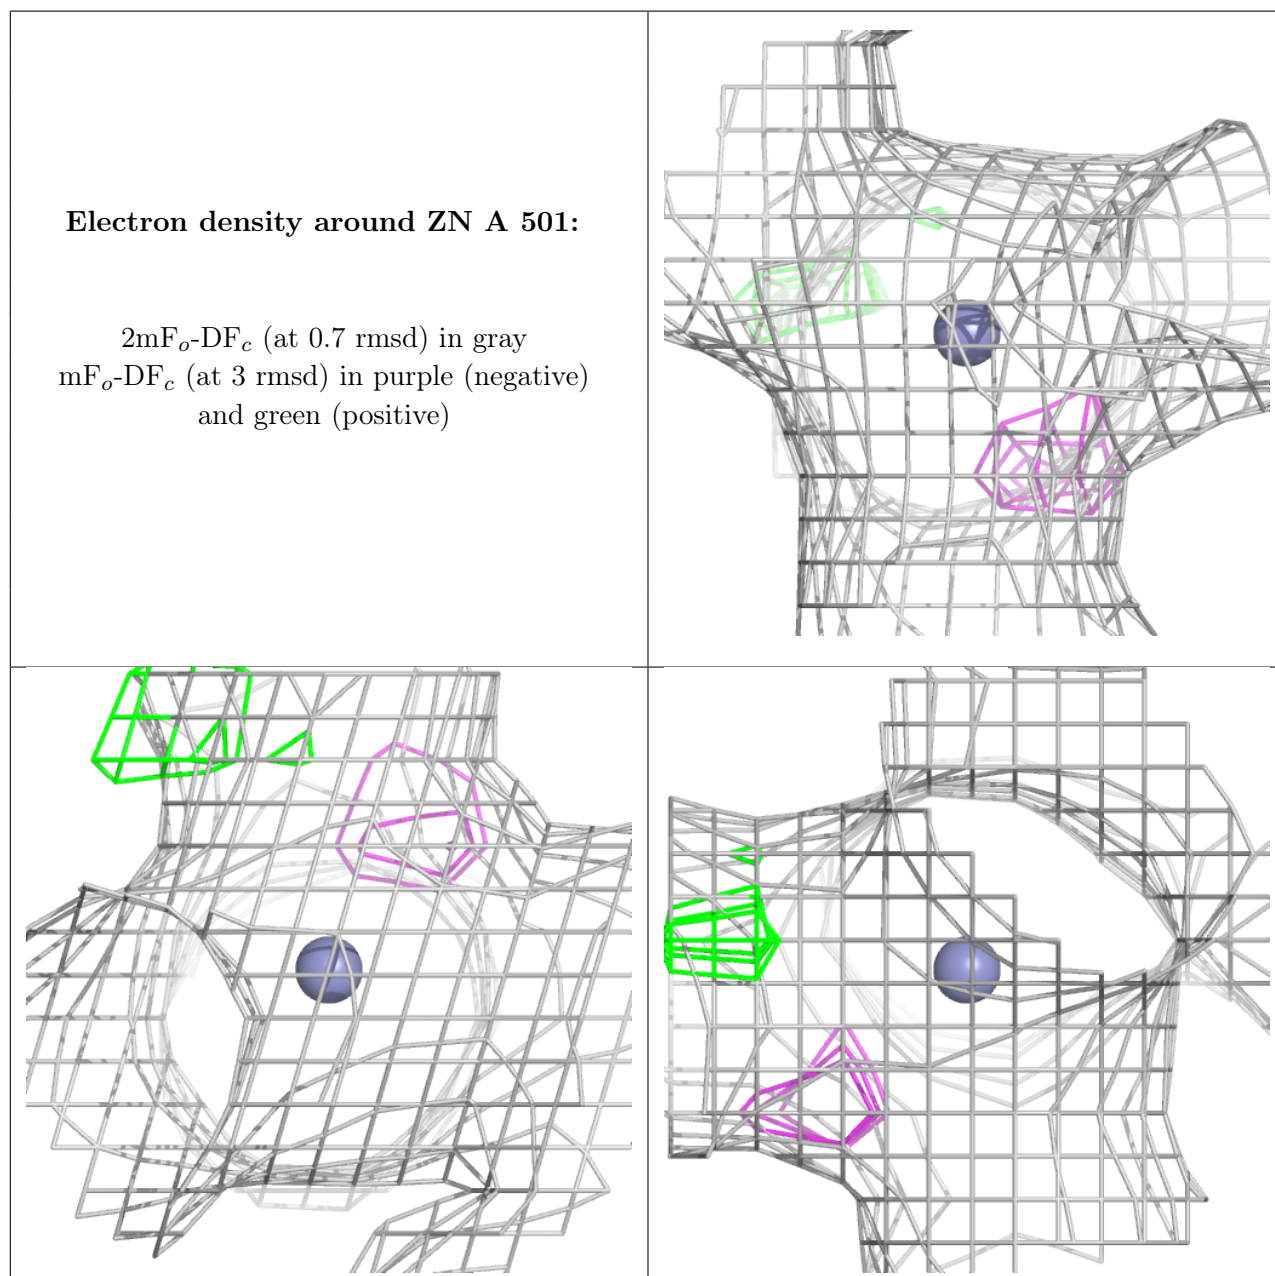 Electron density around ZN A 501:
2mFo-DFc (at 0.7 rmsd) in gray
mFo-DFc (at 3 rmsd) in purple (negative)
and green (positive)